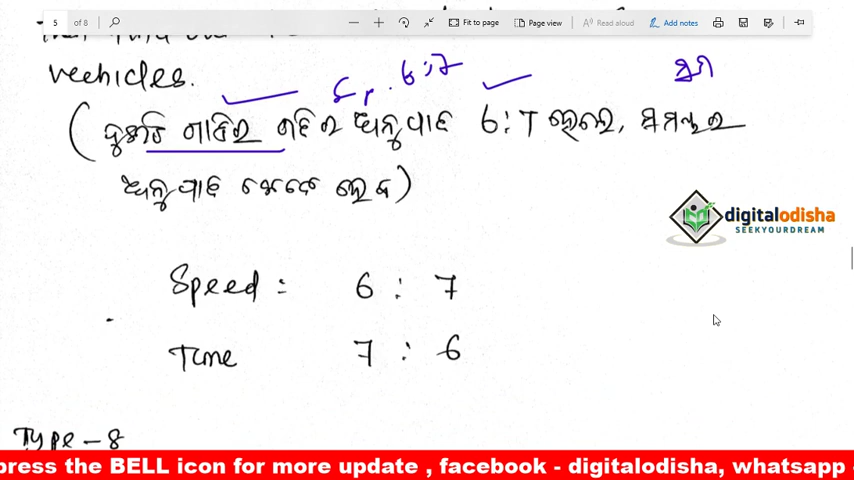 5 of 8 Fit to page Page view Read aloud Add notes
vechicles.
Sp. 6:7
(ଦୁଇଟି ଗାଡିର ଗତିର ଅନୁପାତ 6:7 ହେଲେ, ସମୟର
ଅନୁପାତ କେତେ ହେବ)
digitalodisha
SEEKYOURDREAM
Speed: 6 : 7
Time 7 : 6
Type-8
press the BELL icon for more update , facebook - digitalodisha, whatsapp